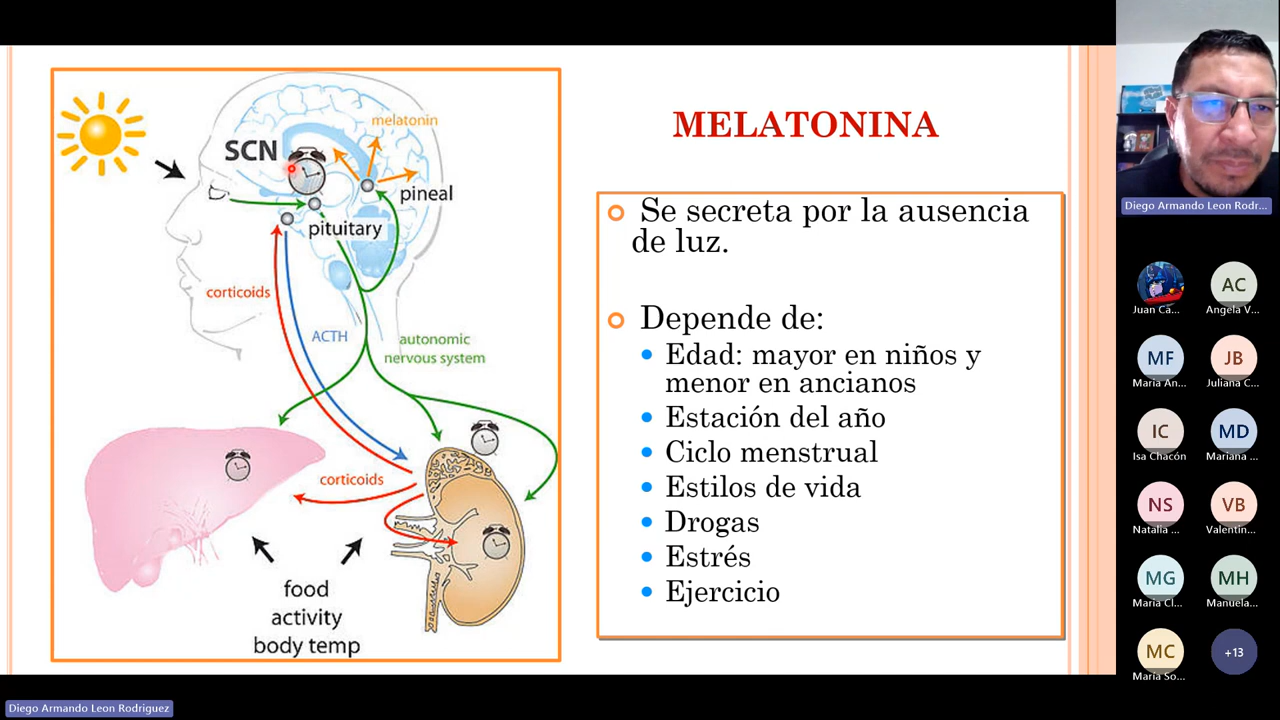 melatonin
SCN
pineal
pituitary
corticoids
ACTH
autonomic
nervous system
corticoids
food
activity
body temp
MELATONINA
Se secreta por la ausencia
de luz.
Depende de:
Edad: mayor en niños y
menor en ancianos
Estación del año
Ciclo menstrual
Estilos de vida
Drogas
Estrés
Ejercicio
Diego Armando Leon Rodr...
Juan Ca...
AC
Angela V...
MF
Maria An...
JB
Juliana C...
IC
Isa Chacón
MD
Mariana ...
NS
Natalia ...
VB
Valentin...
MG
Maria Cl...
MH
Manuela...
MC
Maria So...
+13
Diego Armando Leon Rodriguez